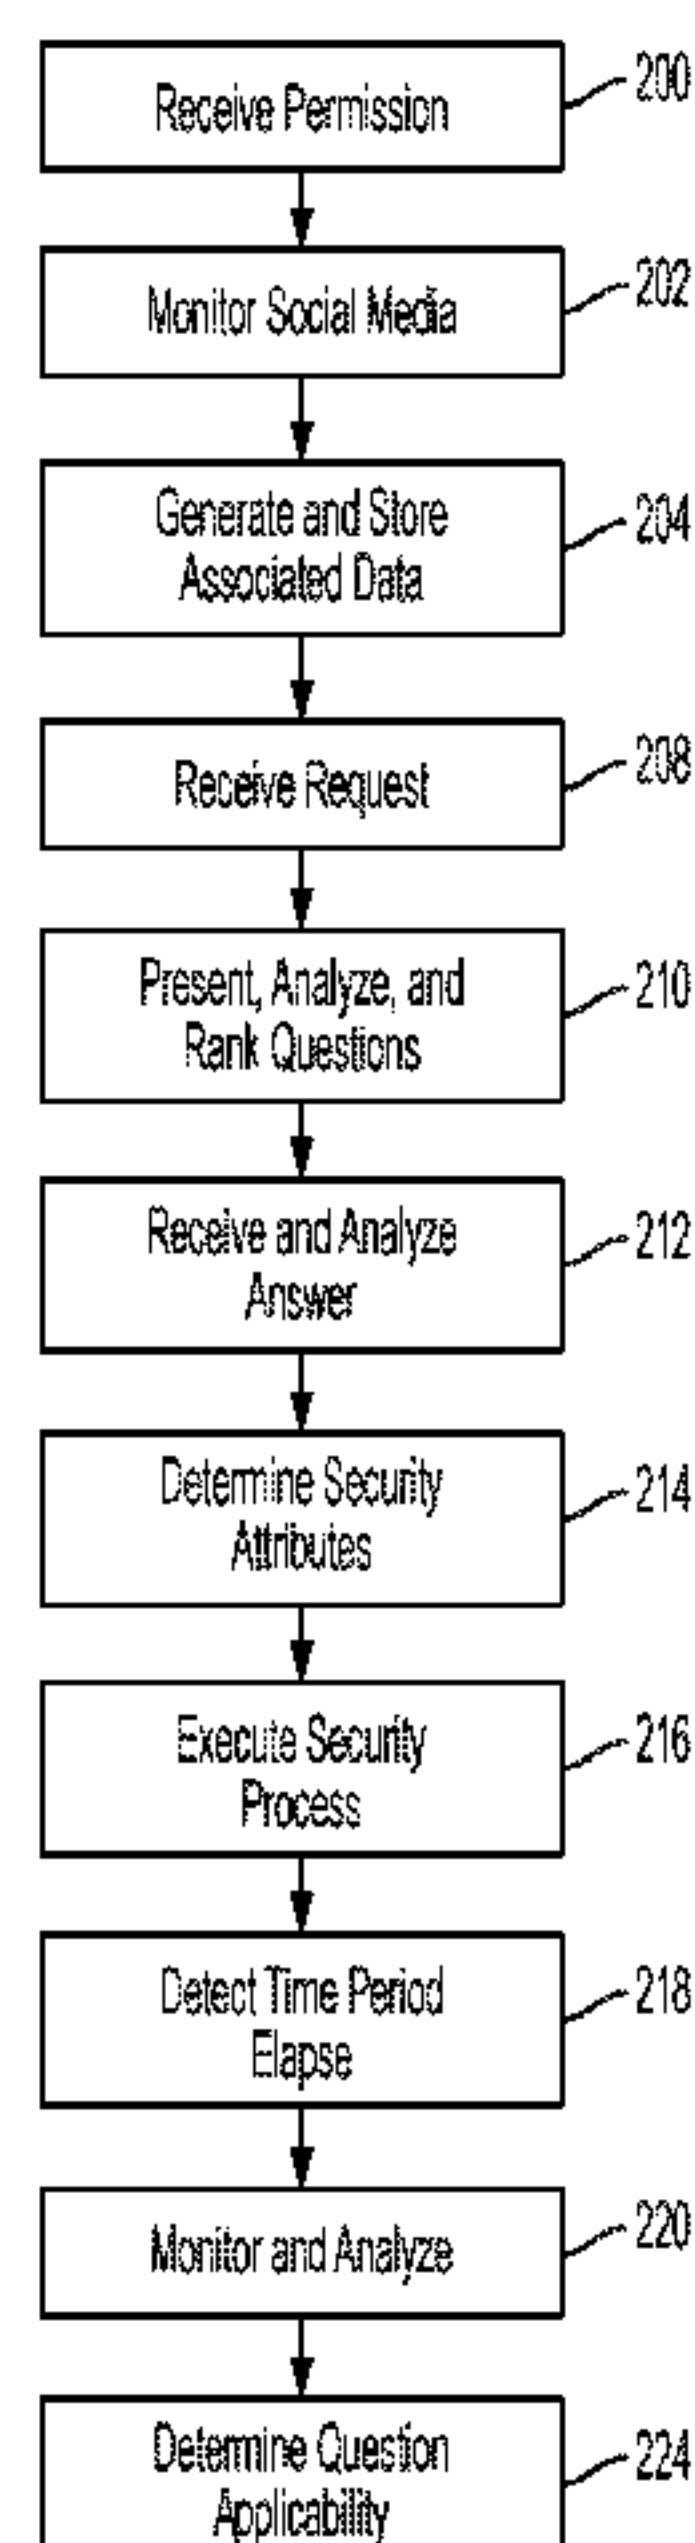 Receive Permission
200
Monitor Social Media
202
Generate and Store
Associated Data
204
Receive Request
208
Present, Analyze, and
Rank Questions
210
Receive and Analyze
Answer
212
Determine Security
Attributes
214
Execute Security
Process
216
Detect Time Period
Elapse
218
Monitor and Analyze
220
Determine Question
Applicability
224